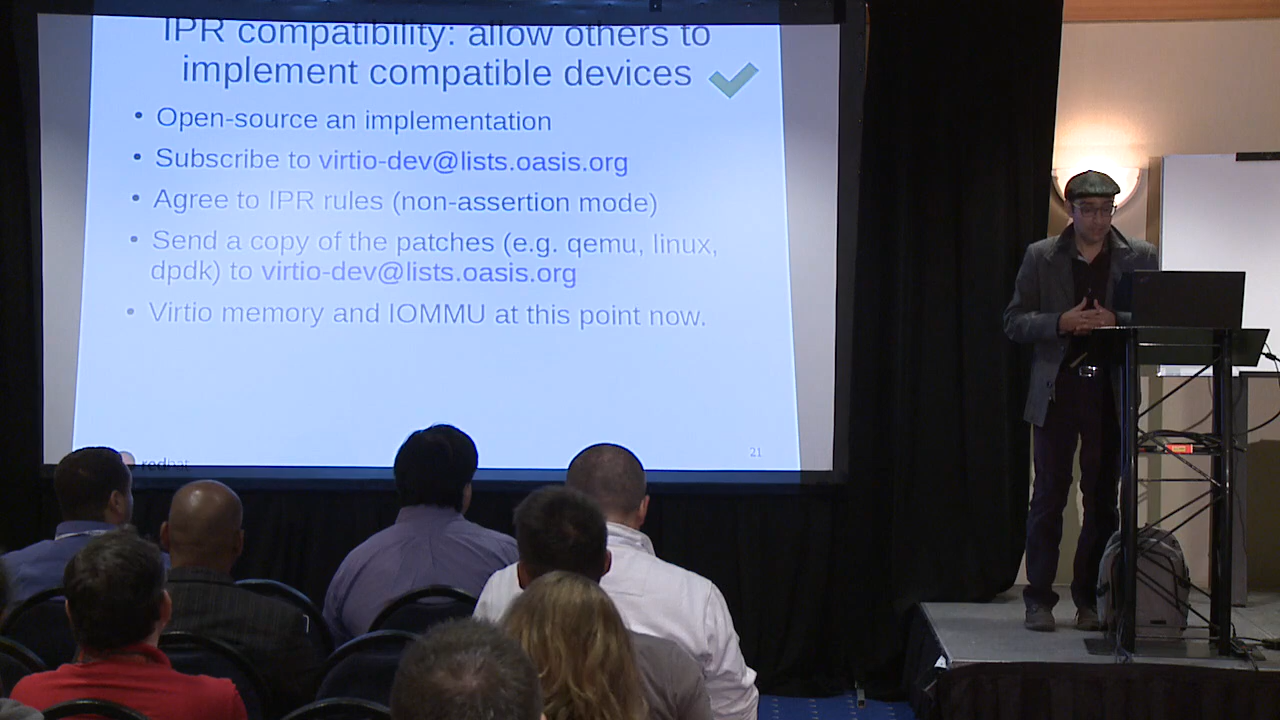 IPR compatibility: allow others to
implement compatible devices
• Open-source an implementation
• Subscribe to virtio-dev@lists.oasis.org
• Agree to IPR rules (non-assertion mode)
• Send a copy of the patches (e.g. qemu, linux,
dpdk) to virtio-dev@lists.oasis.org
• Virtio memory and IOMMU at this point now.
redhat
21